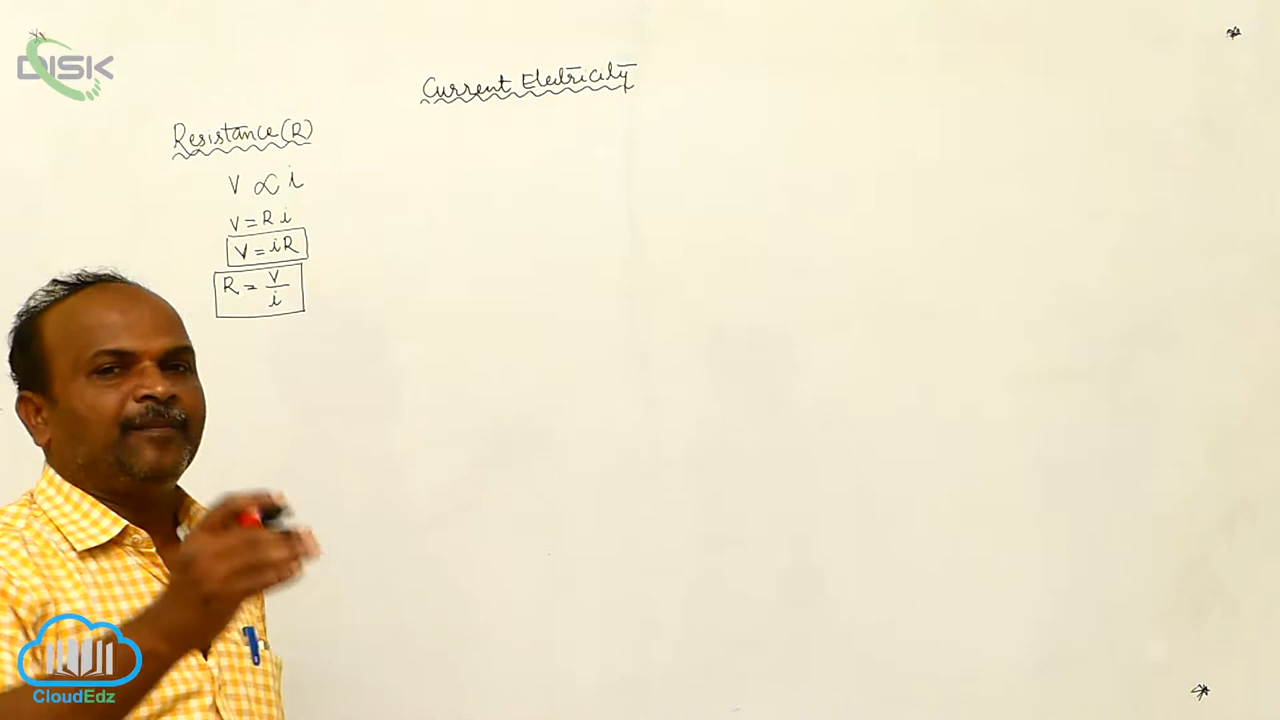 DISK
Current Electricity
Resistance (R)
V ∝ i
V = R i
V = iR
R = V/i
CloudEdz